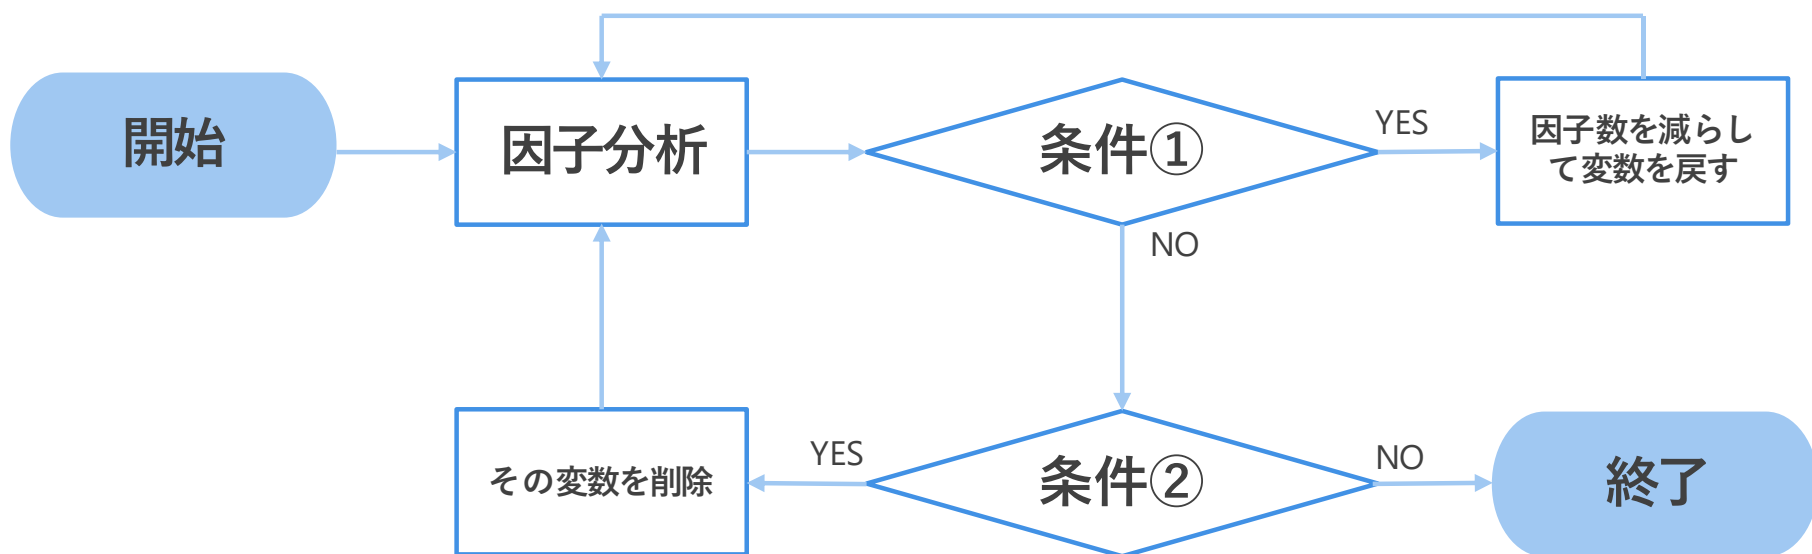 開始
因子分析
条件①
YES
因子数を減らし
て変数を戻す
NO
その変数を削除
YES
条件②
NO
終了